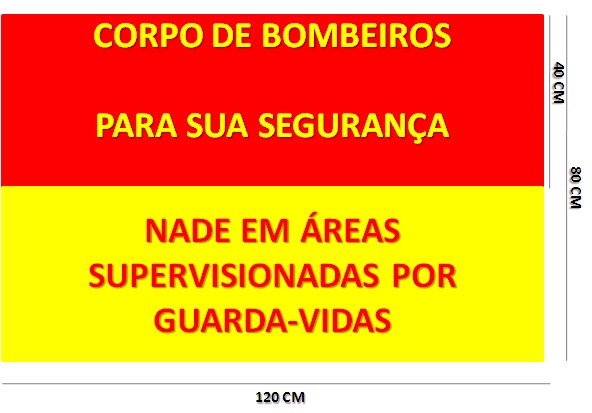 CORPO DE BOMBEIROS
PARA SUA SEGURANÇA
NADE EM ÁREAS
SUPERVISIONADAS POR
GUARDA-VIDAS
40 CM
80 CM
120 CM